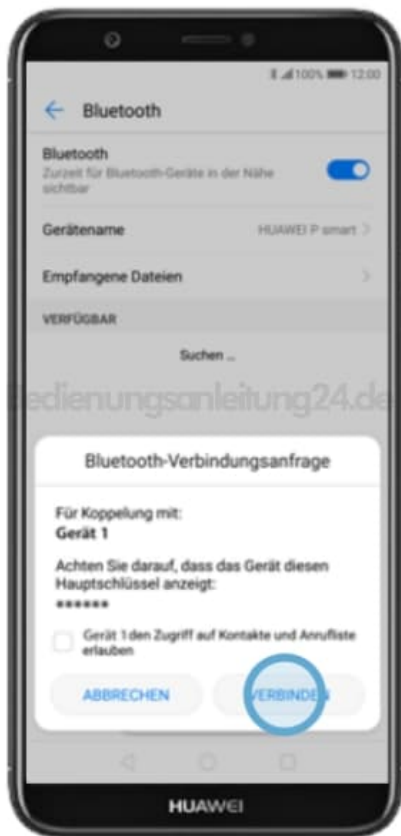 100% 12:00
Bluetooth
Bluetooth
Zurzeit für Bluetooth-Geräte in der Nähe
sichtbar
Gerätename HUAWEI P smart
Empfangene Dateien
VERFÜGBAR
Suchen ...
Bedienungsanleitung24.de
Bluetooth-Verbindungsanfrage
Für Koppelung mit:
Gerät 1
Achten Sie darauf, dass das Gerät diesen
Hauptschlüssel anzeigt:
******
Gerät 1 den Zugriff auf Kontakte und Anrufliste
erlauben
ABBRECHEN VERBINDEN
HUAWEI